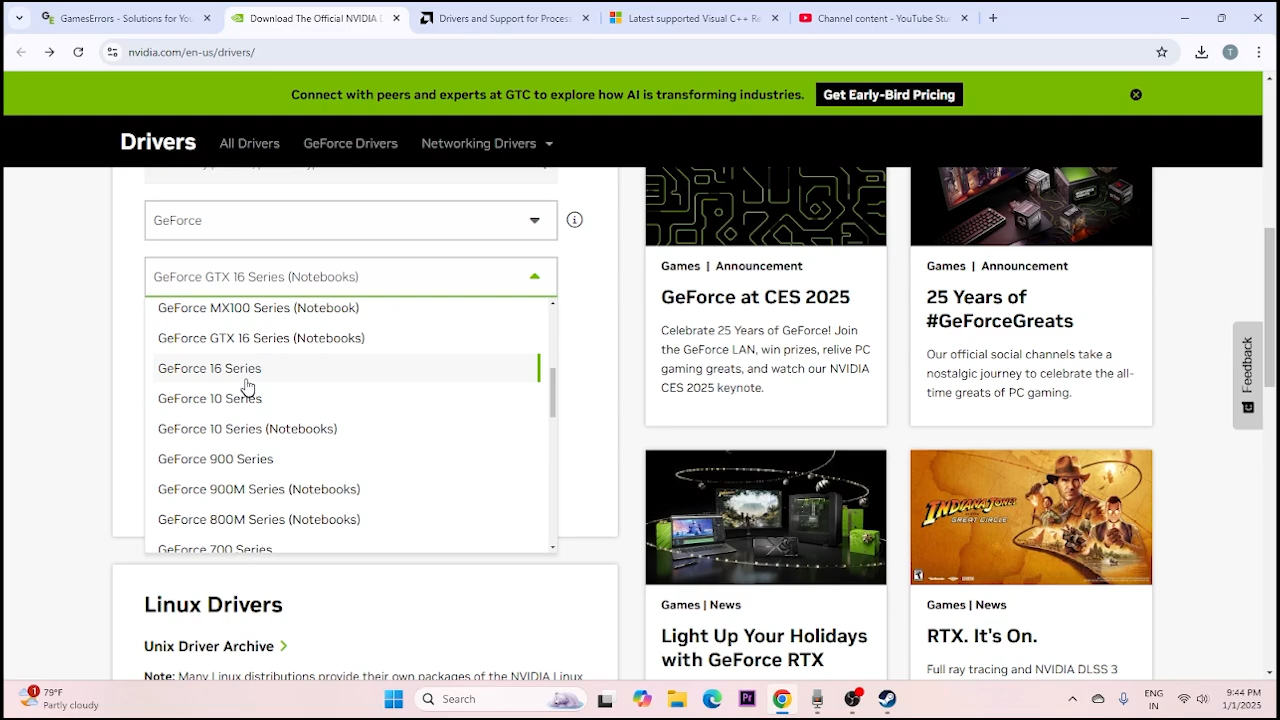 GamesErrors - Solutions for You
Download The Official NVIDIA D
Drivers and Support for Process
Latest supported Visual C++ Re
Channel content - YouTube Stu
nvidia.com/en-us/drivers/
T
Connect with peers and experts at GTC to explore how AI is transforming industries.
Get Early-Bird Pricing
Drivers
All Drivers
GeForce Drivers
Networking Drivers
GeForce
GeForce GTX 16 Series (Notebooks)
GeForce MX100 Series (Notebook)
GeForce GTX 16 Series (Notebooks)
GeForce 16 Series
GeForce 10 Series
GeForce 10 Series (Notebooks)
GeForce 900 Series
GeForce 900M Series (Notebooks)
GeForce 800M Series (Notebooks)
GeForce 700 Series
Linux Drivers
Unix Driver Archive
Note: Many Linux distributions provide their own packages of the NVIDIA Linux
Games | Announcement
GeForce at CES 2025
Celebrate 25 Years of GeForce! Join
the GeForce LAN, win prizes, relive PC
gaming greats, and watch our NVIDIA
CES 2025 keynote.
Games | Announcement
25 Years of
#GeForceGreats
Our official social channels take a
nostalgic journey to celebrate the all-
time greats of PC gaming.
Games | News
Light Up Your Holidays
with GeForce RTX
INDIANA JONES
GREAT CIRCLE
Games | News
RTX. It's On.
Full ray tracing and NVIDIA DLSS 3
Feedback
1
79°F
Partly cloudy
Search
Pr
ENG
IN
9:44 PM
1/1/2025